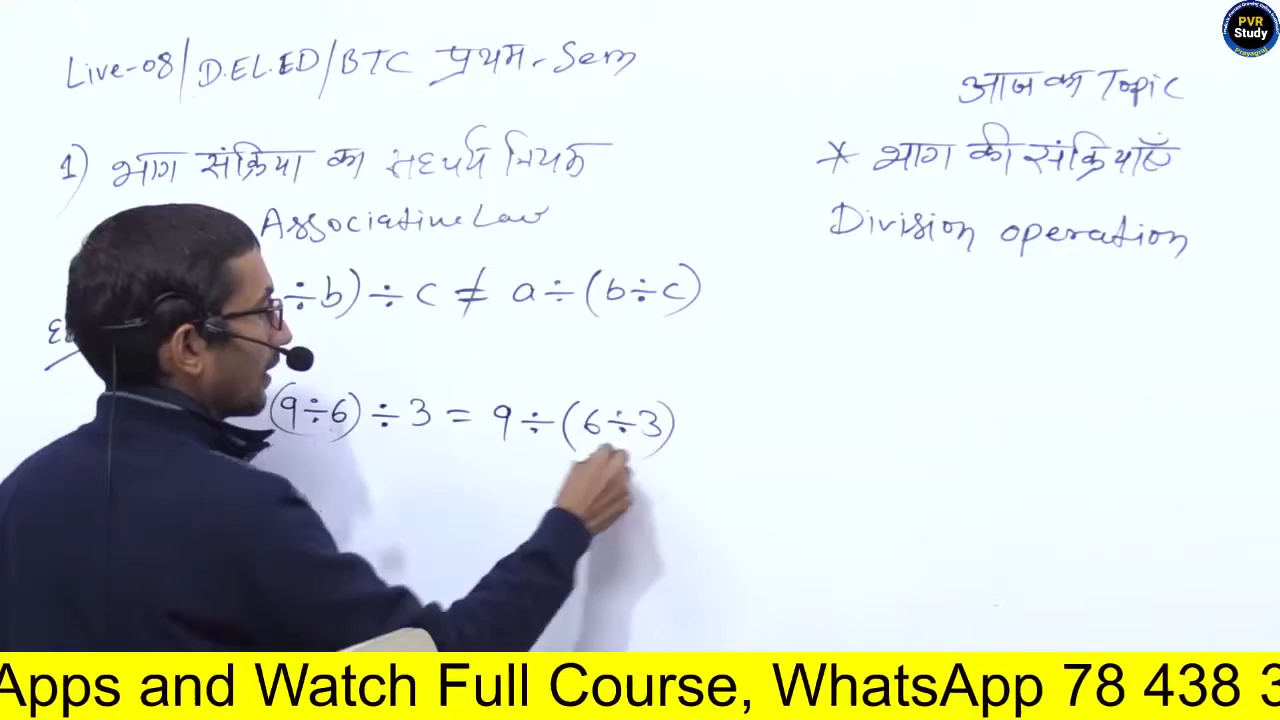 Live-08/D.EL.ED/BTC प्रथम. Sem
आज का Topic
1) भाग संक्रिया का साहचर्य नियम
Associative Law
* भाग की संक्रियाएँ
Division operation
÷b) ÷ c ≠ a ÷ (b ÷ c)
(9÷6) ÷ 3 = 9 ÷ (6 ÷ 3)
PVR
Study
Prayagraj
Apps and Watch Full Course, WhatsApp 78 438 3